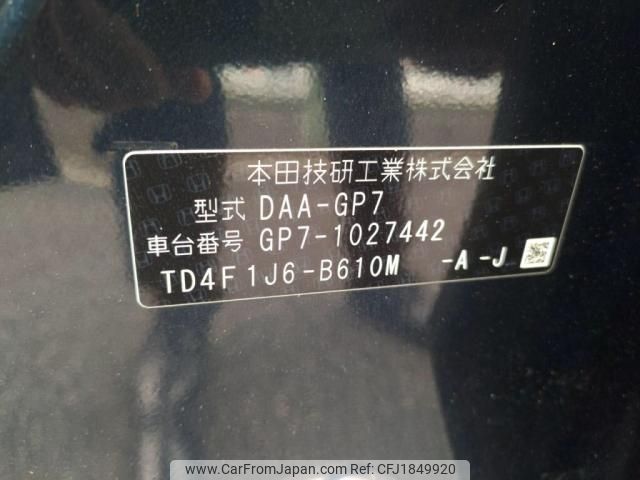 本田技研工業株式会社
型式 DAA-GP7
車台番号 GP7-1027442
TD4F1J6-B610M -A -J
www.carfromjapan.com - CFJ1849920